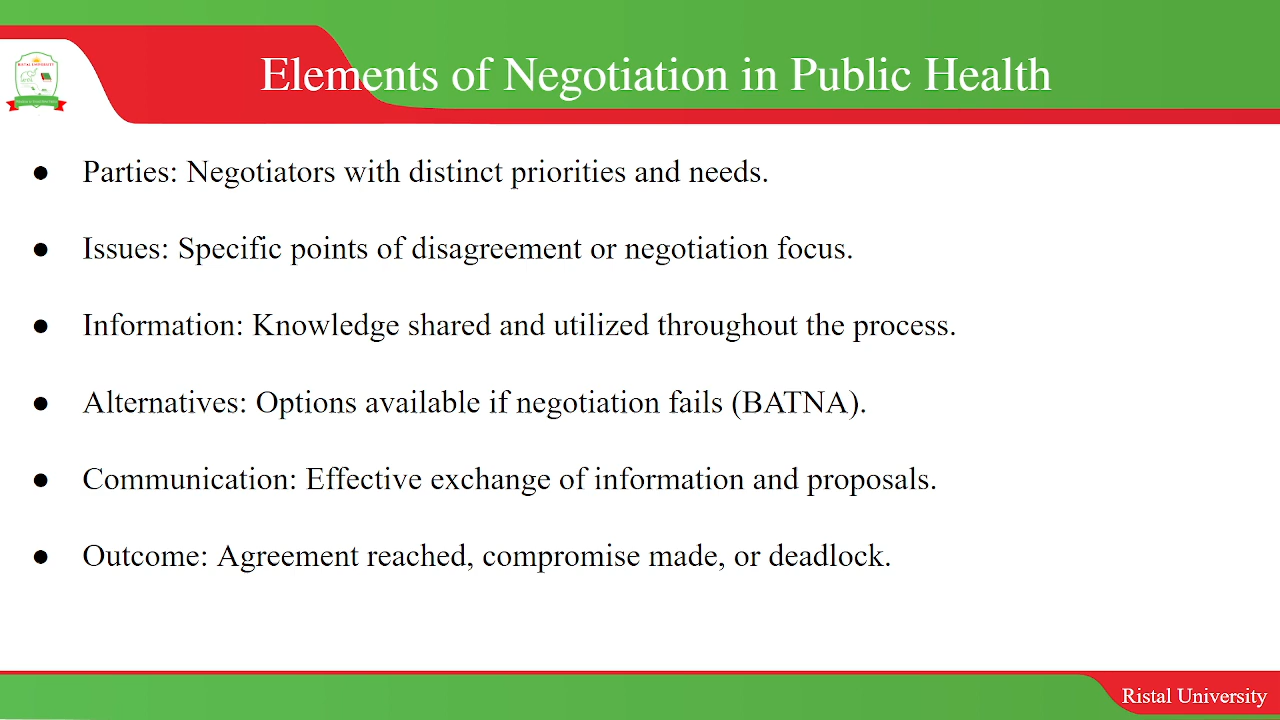 Elements of Negotiation in Public Health
RISTAL UNIVERSITY
● Parties: Negotiators with distinct priorities and needs.
● Issues: Specific points of disagreement or negotiation focus.
● Information: Knowledge shared and utilized throughout the process.
● Alternatives: Options available if negotiation fails (BATNA).
● Communication: Effective exchange of information and proposals.
● Outcome: Agreement reached, compromise made, or deadlock.
Ristal University